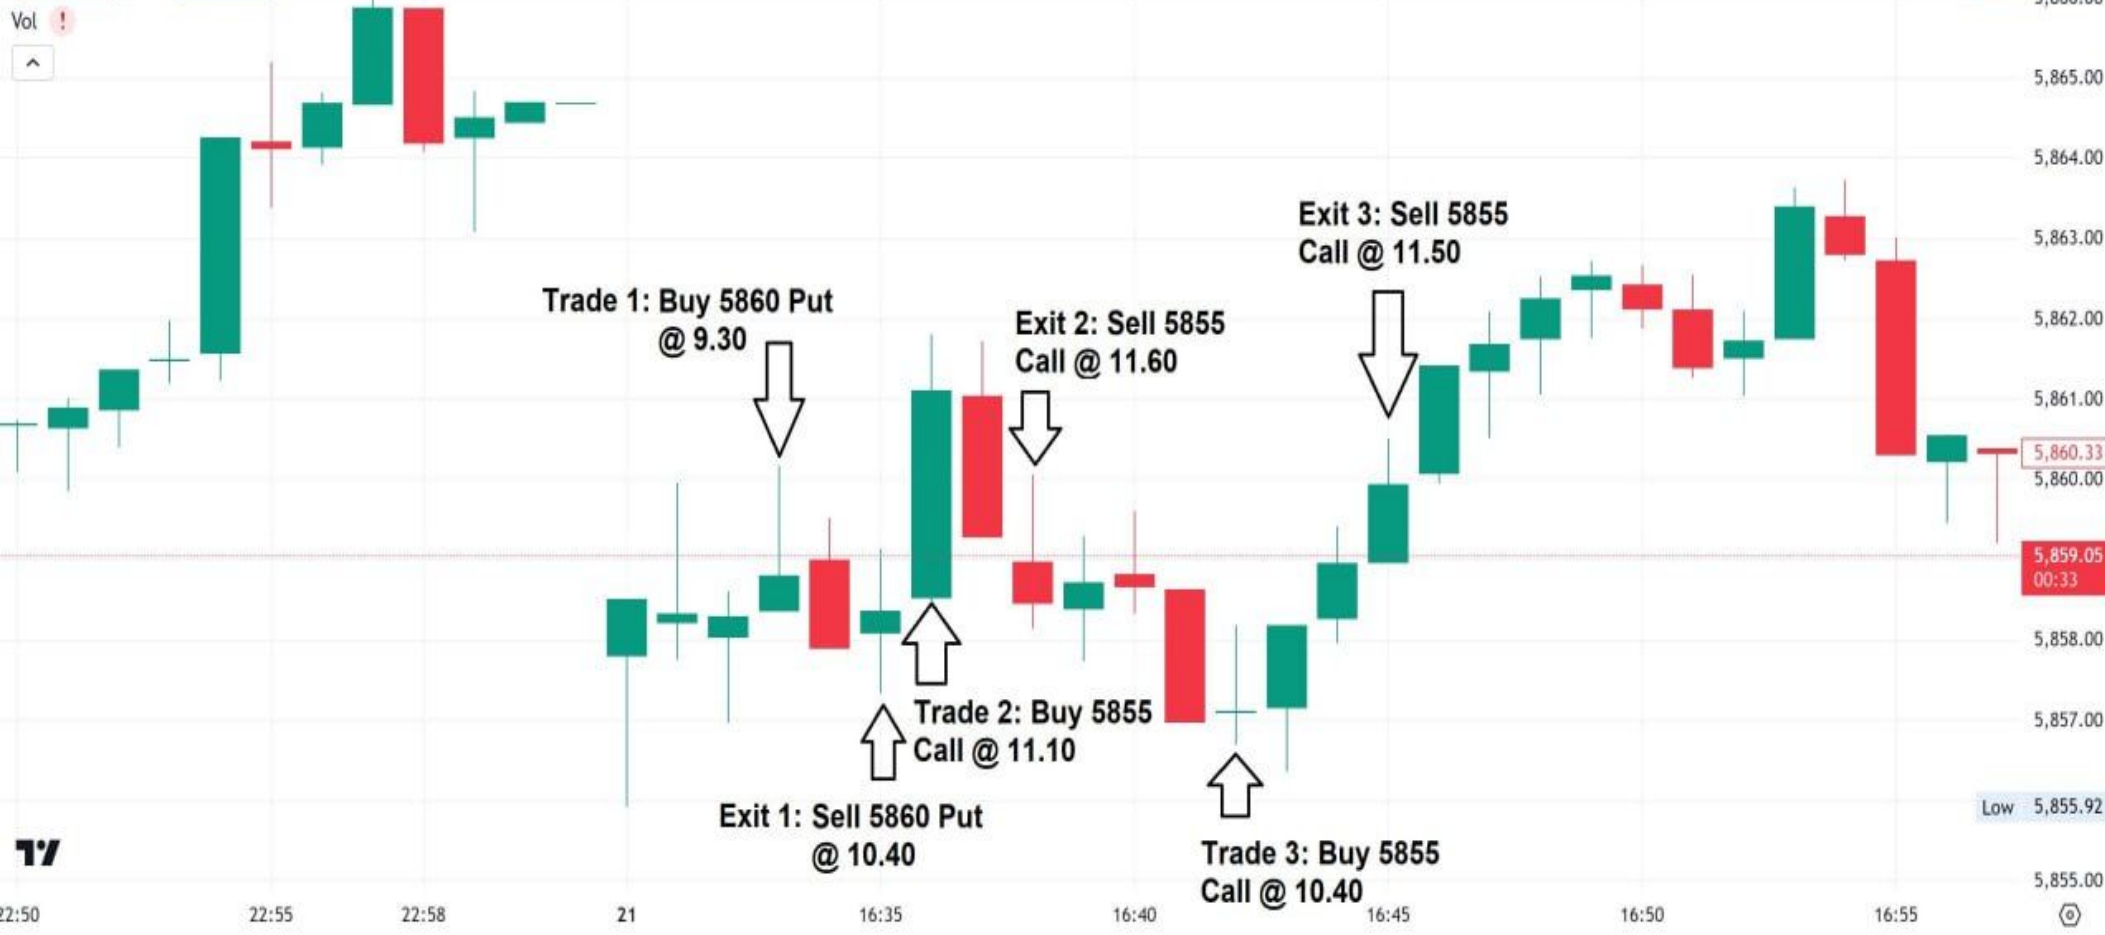 Vol !
5,865.00
5,864.00
5,863.00
5,862.00
5,861.00
5,860.33
5,860.00
5,859.05
00:33
5,858.00
5,857.00
Low 5,855.92
5,855.00
Trade 1: Buy 5860 Put
@ 9.30
Exit 1: Sell 5860 Put
@ 10.40
Trade 2: Buy 5855
Call @ 11.10
Exit 2: Sell 5855
Call @ 11.60
Trade 3: Buy 5855
Call @ 10.40
Exit 3: Sell 5855
Call @ 11.50
22:50 22:55 22:58 21 16:35 16:40 16:45 16:50 16:55